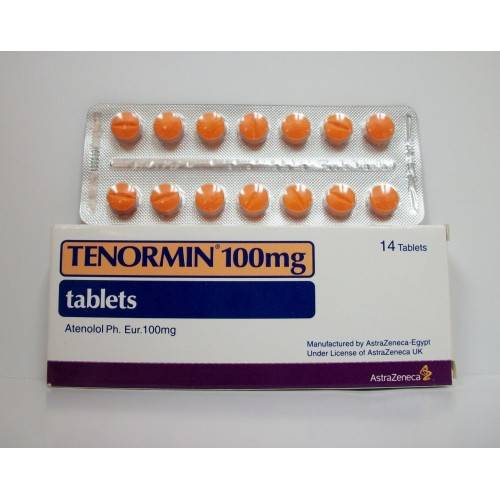 TENORMIN® 100mg
14 Tablets
tablets
Atenolol Ph. Eur.100mg
Manufactured by AstraZeneca-Egypt
Under License of AstraZeneca UK
AstraZeneca